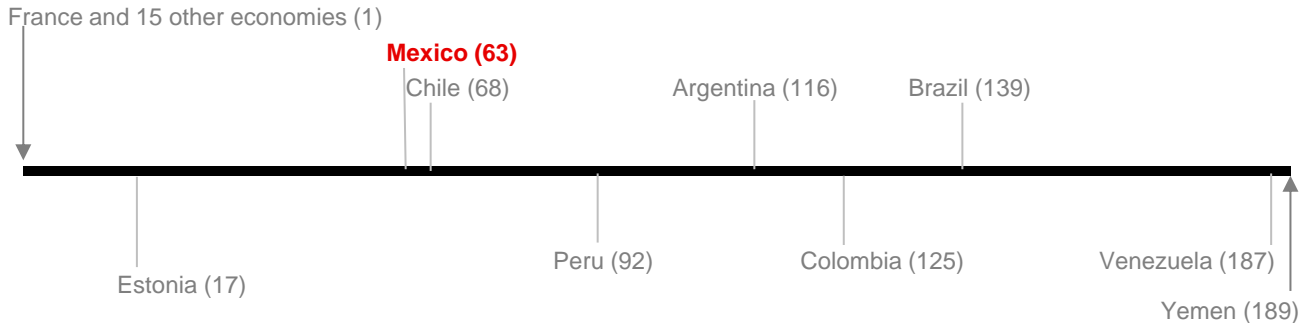 France and 15 other economies (1)
Mexico (63)
Chile (68)
Argentina (116)
Brazil (139)
Peru (92)
Colombia (125)
Venezuela (187)
Estonia (17)
Yemen (189)